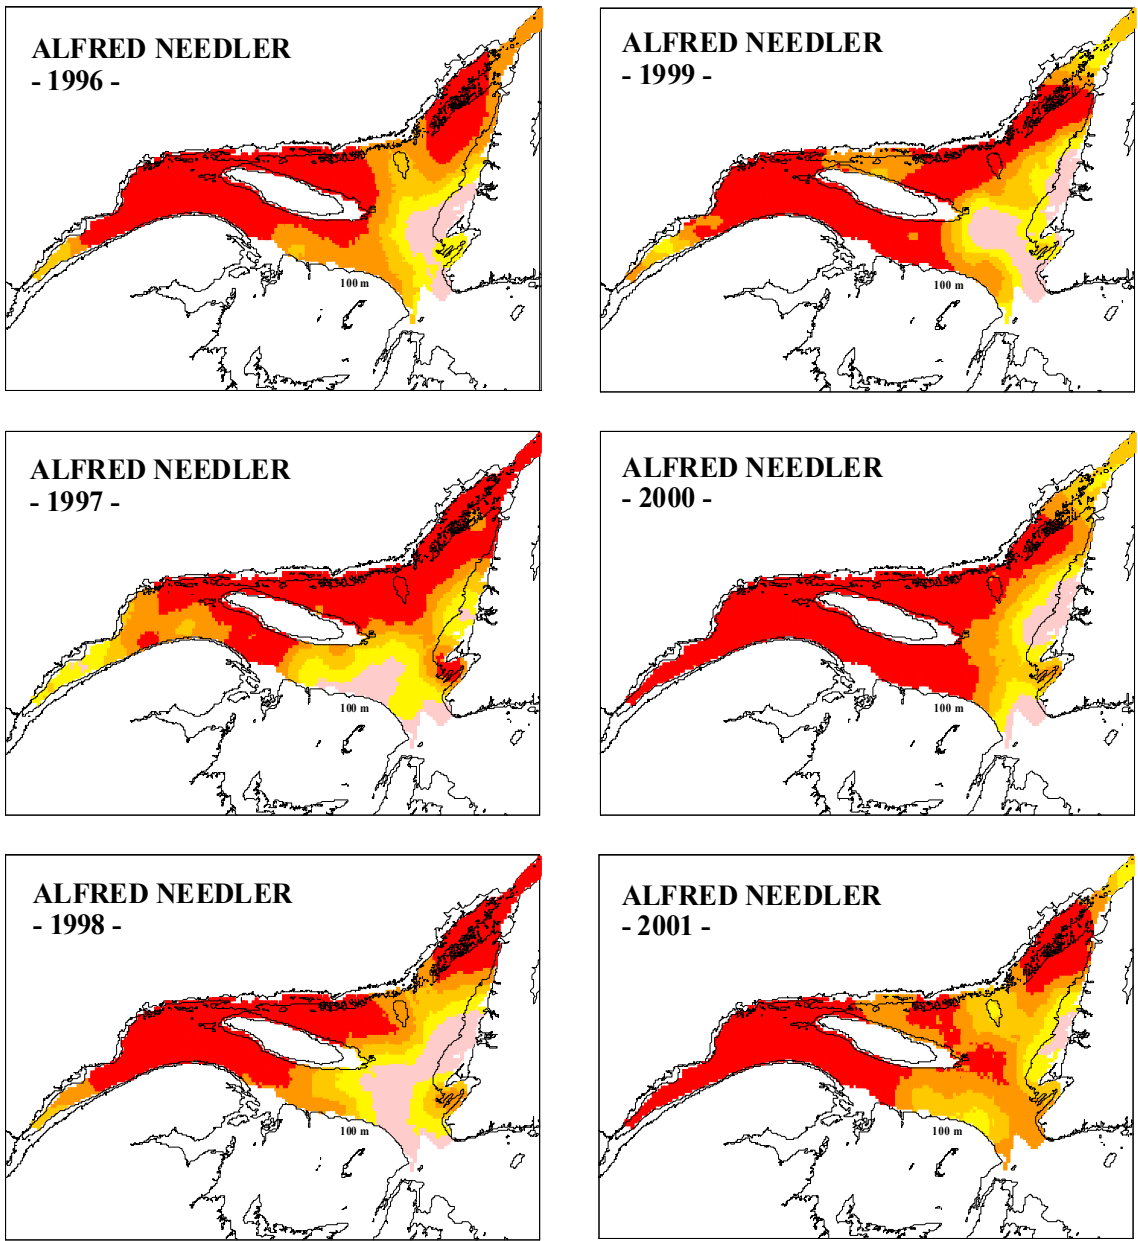 ALFRED NEEDLER
- 1996 -
100 m
ALFRED NEEDLER
- 1999 -
100 m
ALFRED NEEDLER
- 1997 -
100 m
ALFRED NEEDLER
- 2000 -
100 m
ALFRED NEEDLER
- 1998 -
100 m
ALFRED NEEDLER
- 2001 -
100 m